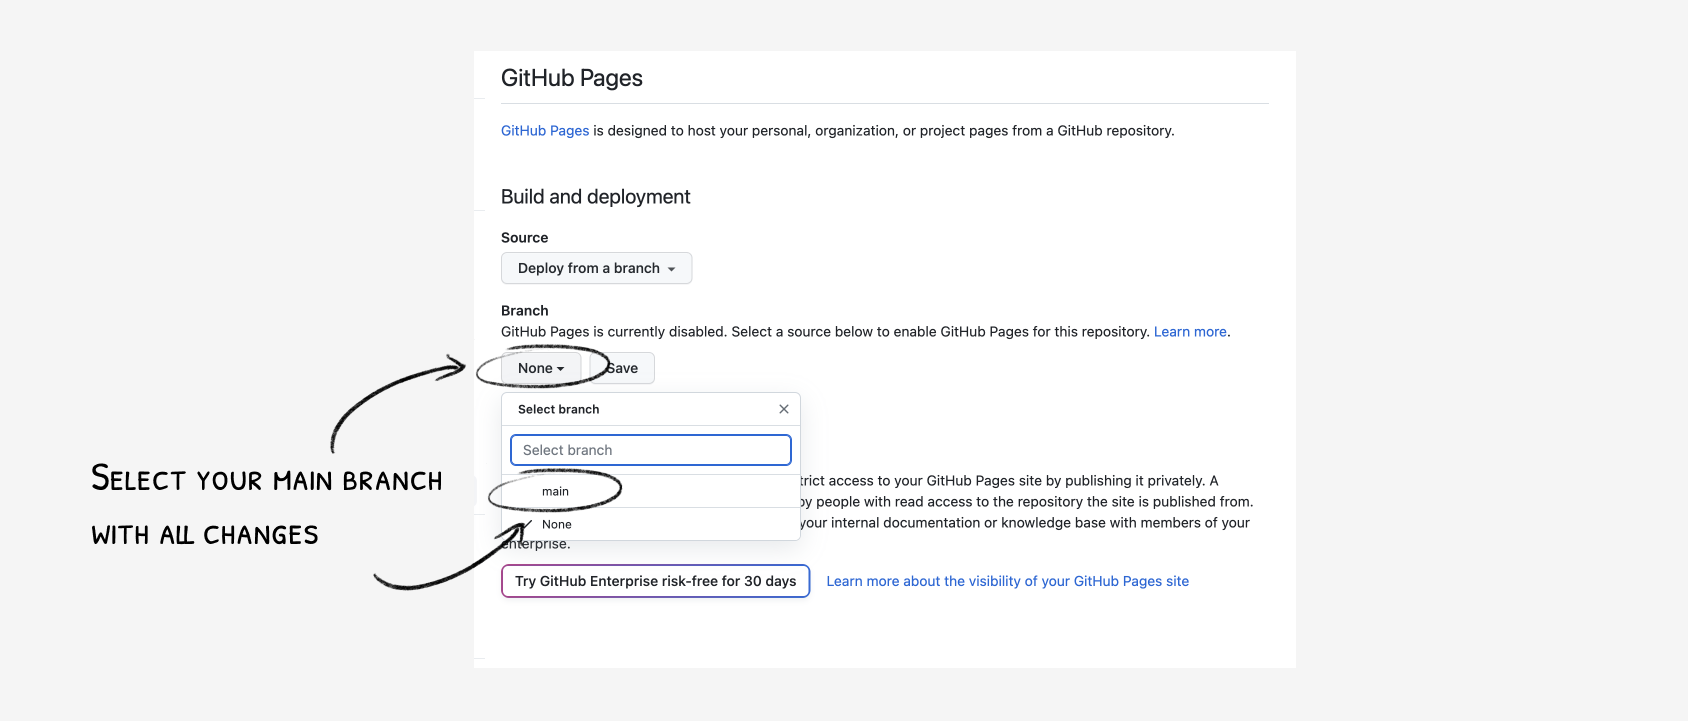 GitHub Pages
GitHub Pages is designed to host your personal, organization, or project pages from a GitHub repository.
Build and deployment
Source
Deploy from a branch
Branch
GitHub Pages is currently disabled. Select a source below to enable GitHub Pages for this repository. Learn more.
None Save
Select branch
Select branch
main
None
trict access to your GitHub Pages site by publishing it privately. A
by people with read access to the repository the site is published from.
your internal documentation or knowledge base with members of your
enterprise.
Try GitHub Enterprise risk-free for 30 days Learn more about the visibility of your GitHub Pages site
SELECT YOUR MAIN BRANCH
WITH ALL CHANGES